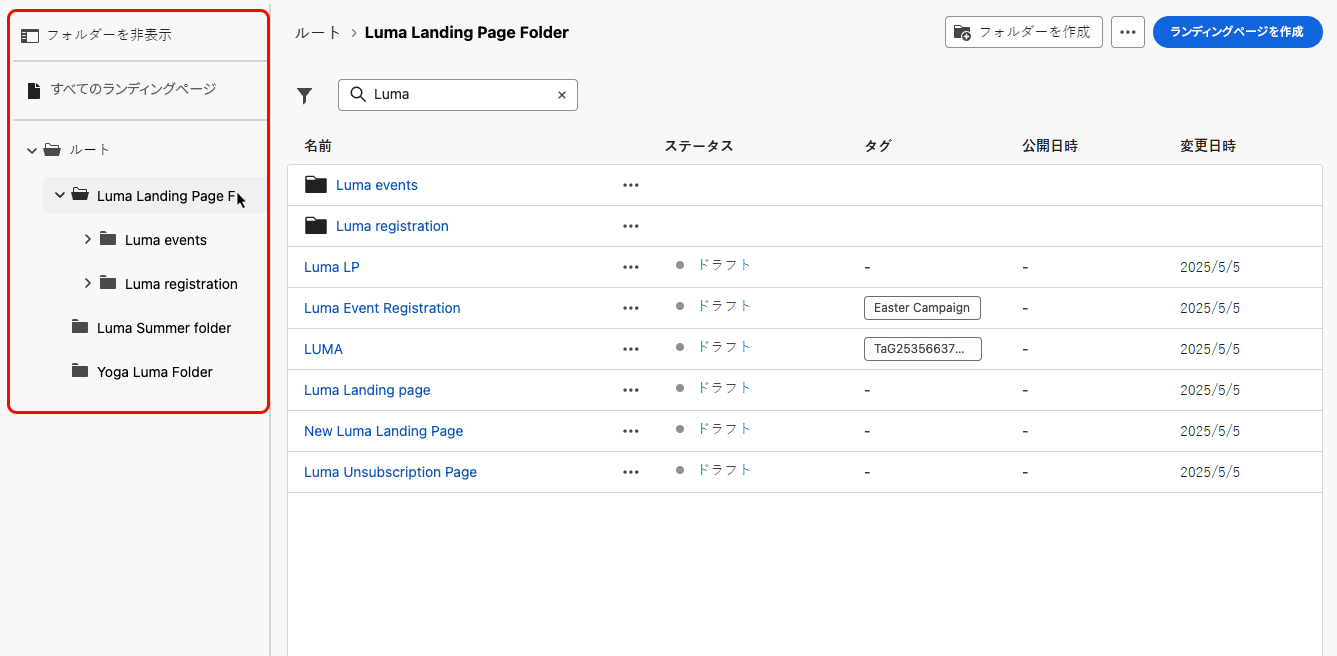 フォルダーを非表示
すべてのランディングページ
ルート
Luma Landing Page F
Luma events
Luma registration
Luma Summer folder
Yoga Luma Folder
ルート › Luma Landing Page Folder
フォルダーを作成
ランディングページを作成
Luma
名前 ステータス タグ 公開日時 変更日時
Luma events
Luma registration
Luma LP ドラフト - - 2025/5/5
Luma Event Registration ドラフト Easter Campaign - 2025/5/5
LUMA ドラフト TaG25356637... - 2025/5/5
Luma Landing page ドラフト - - 2025/5/5
New Luma Landing Page ドラフト - - 2025/5/5
Luma Unsubscription Page ドラフト - - 2025/5/5